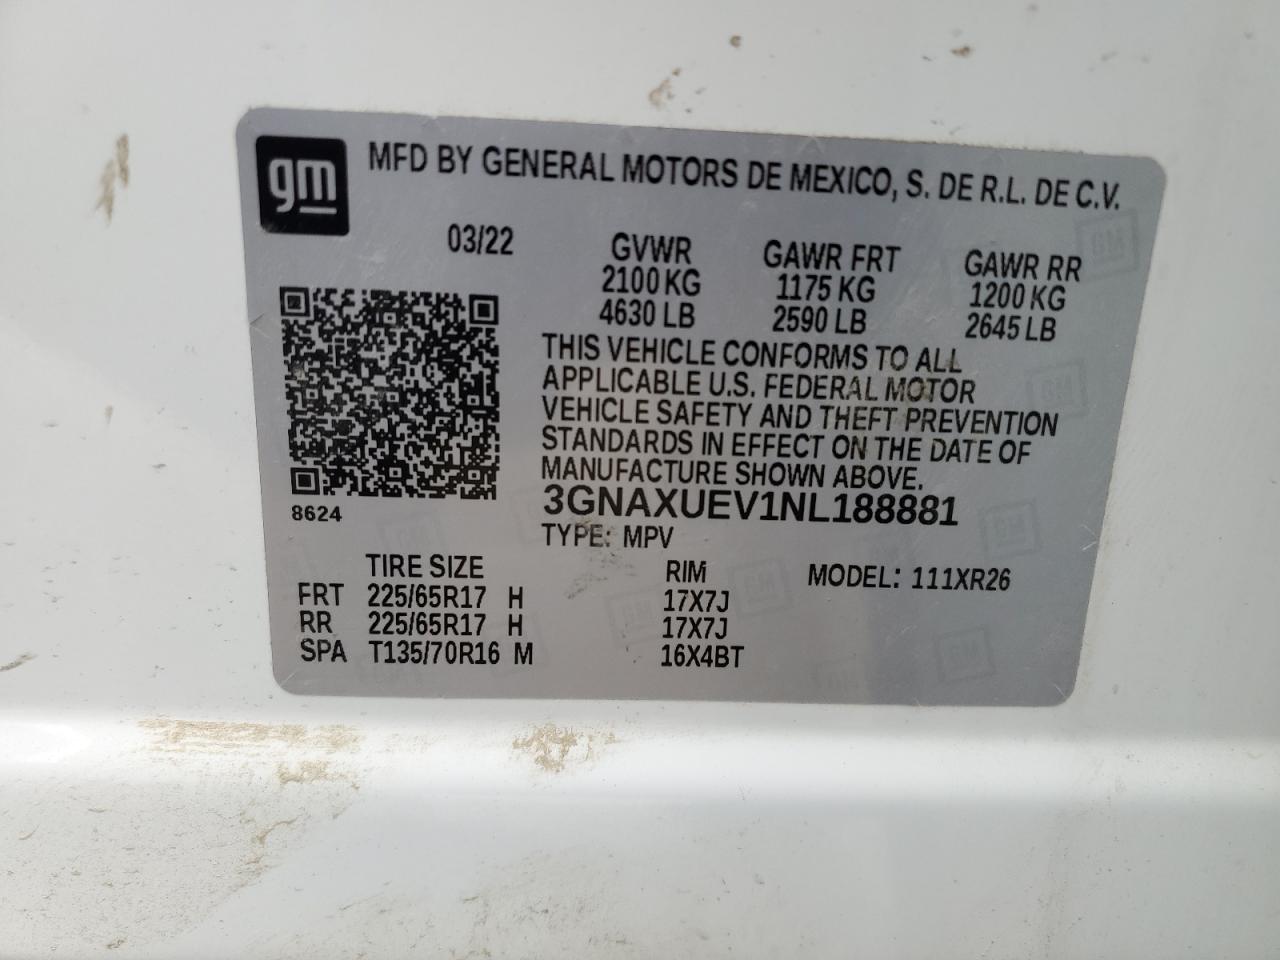 gm
MFD BY GENERAL MOTORS DE MEXICO, S. DE R.L. DE C.V.
03/22
GVWR GAWR FRT GAWR RR
2100 KG 1175 KG 1200 KG
4630 LB 2590 LB 2645 LB
THIS VEHICLE CONFORMS TO ALL
APPLICABLE U.S. FEDERAL MOTOR
VEHICLE SAFETY AND THEFT PREVENTION
STANDARDS IN EFFECT ON THE DATE OF
MANUFACTURE SHOWN ABOVE.
8624
3GNAXUEV1NL188881
TYPE: MPV
TIRE SIZE RIM MODEL: 111XR26
FRT 225/65R17 H 17X7J
RR 225/65R17 H 17X7J
SPA T135/70R16 M 16X4BT